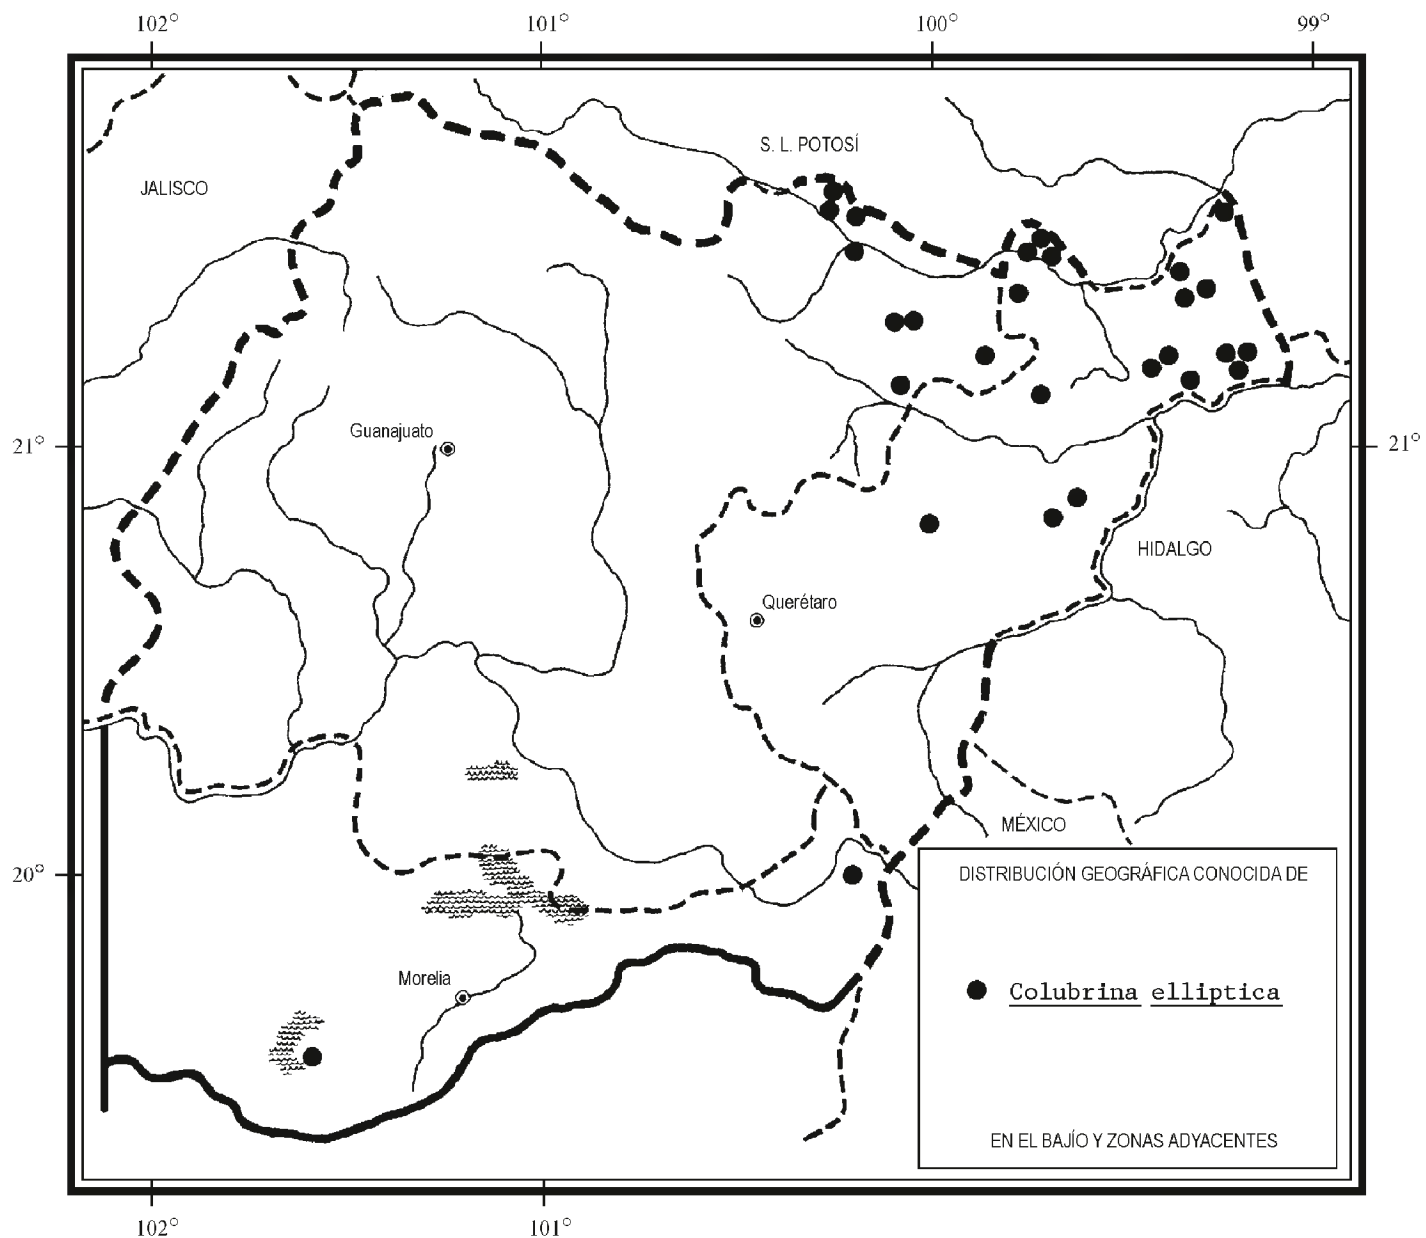 102° 101° 100° 99°
S. L. POTOSÍ
JALISCO
Guanajuato
21° 21°
HIDALGO
Querétaro
MÉXICO
20°
DISTRIBUCIÓN GEOGRÁFICA CONOCIDA DE
Morelia
Colubrina elliptica
EN EL BAJÍO Y ZONAS ADYACENTES
102° 101°